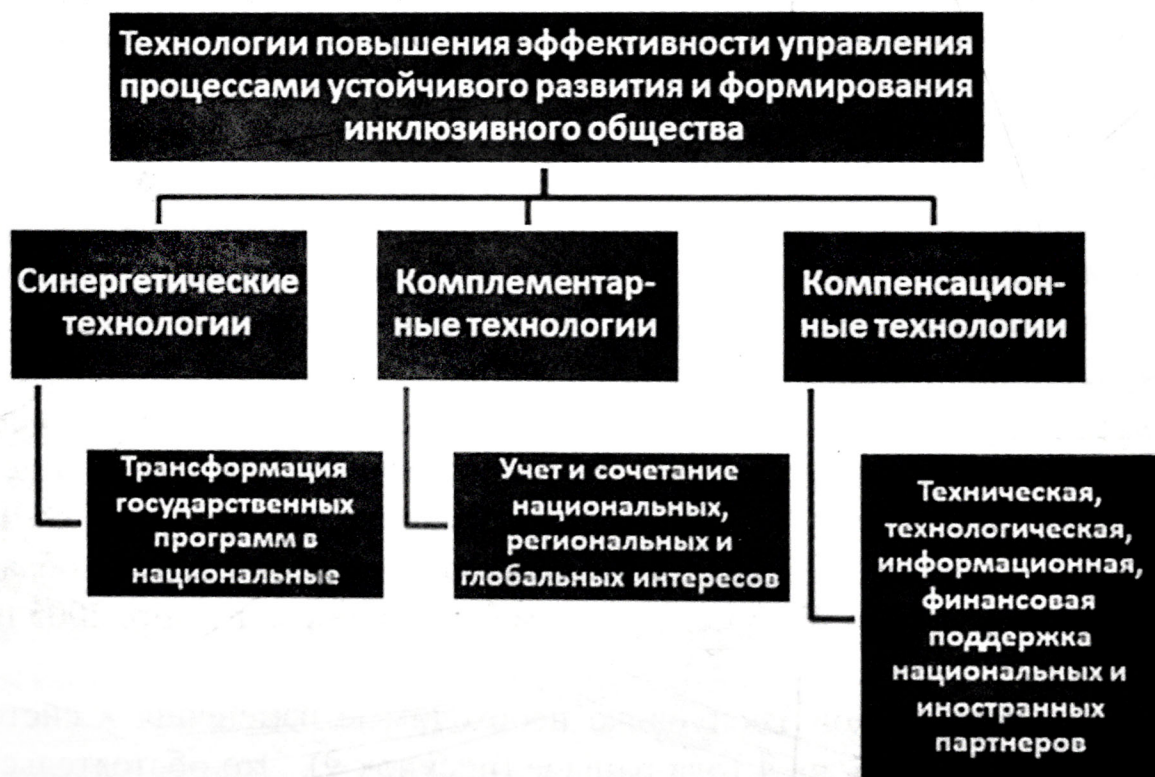 Технологии повышения эффективности управления
процессами устойчивого развития и формирования
инклюзивного общества
Синергетические
технологии
Комплементар-
ные технологии
Компенсацион-
ные технологии
Трансформация
государственных
программ в
национальные
Учет и сочетание
национальных,
региональных и
глобальных интересов
Техническая,
технологическая,
информационная,
финансовая
поддержка
национальных и
иностранных
партнеров